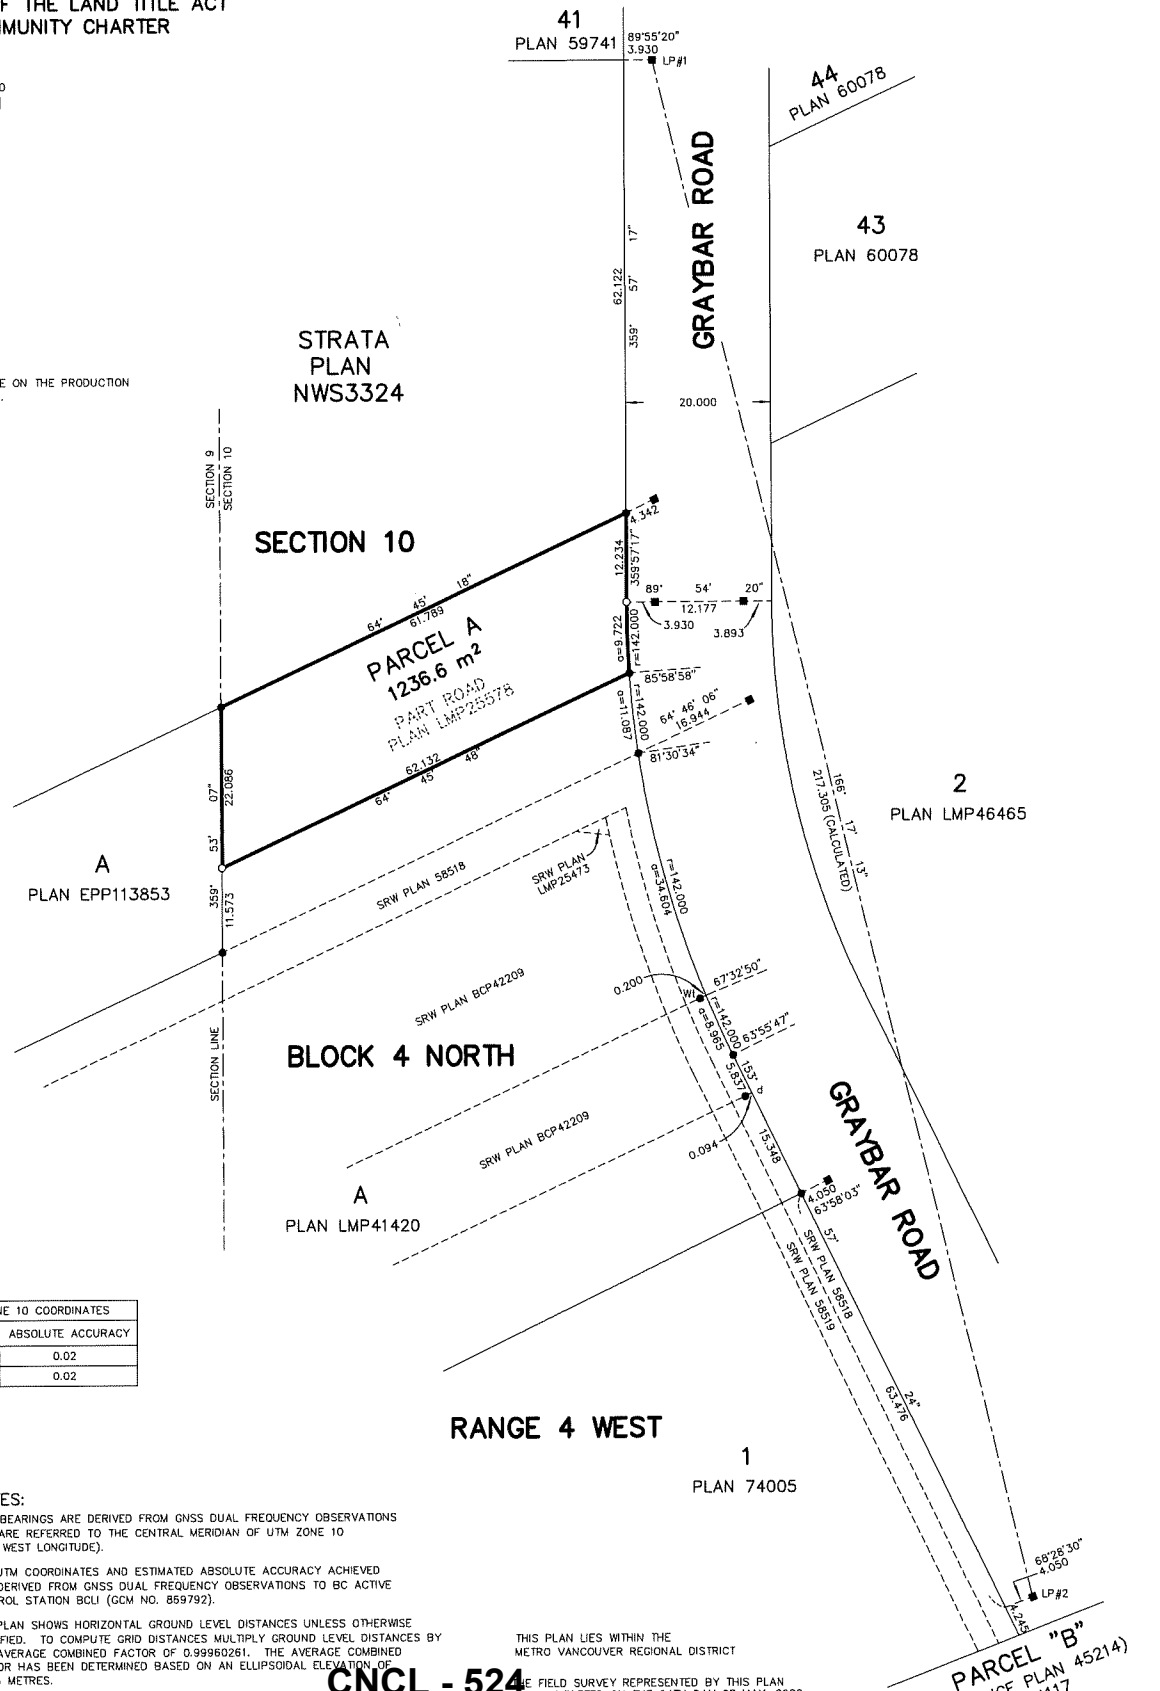 F THE LAND TITLE ACT
MMUNITY CHARTER
41
PLAN 59741
89°55'20"
3.930
LP#1
44
PLAN 60078
GRAYBAR ROAD
43
PLAN 60078
359° 57' 17"
62.122
STRATA
PLAN
NWS3324
E ON THE PRODUCTION
20.000
SECTION 9
SECTION 10
SECTION 10
4.342
12.234
359°57'17"
89° 54' 20"
12.177
3.930
3.893
64° 45' 18"
61.789
PARCEL A
1236.6 m²
PART ROAD
PLAN LMP25578
a=9.722
r=142.000
85°58'58"
r=142.000
a=11.087
64° 46' 06"
16.944
81°30'34"
62.132
64° 45' 48"
359° 53' 07"
22.086
11.573
2
PLAN LMP46465
166° 17' 13"
217.305 (CALCULATED)
A
PLAN EPP113853
SRW PLAN 58518
SRW PLAN
LMP25473
r=142.000
a=34.604
SRW PLAN BCP42209
0.200
Wt
67°32'50"
r=142.000
a=8.965
63°55'47"
BLOCK 4 NORTH
SECTION LINE
153° 57' 24"
5.837
d
SRW PLAN BCP42209
0.094
15.348
GRAYBAR ROAD
A
PLAN LMP41420
4.050
63°58'03"
SRW PLAN 58518
SRW PLAN 58519
NE 10 COORDINATES
ABSOLUTE ACCURACY
0.02
0.02
63.476
RANGE 4 WEST
1
PLAN 74005
ES:
BEARINGS ARE DERIVED FROM GNSS DUAL FREQUENCY OBSERVATIONS
ARE REFERRED TO THE CENTRAL MERIDIAN OF UTM ZONE 10
WEST LONGITUDE).
UTM COORDINATES AND ESTIMATED ABSOLUTE ACCURACY ACHIEVED
DERIVED FROM GNSS DUAL FREQUENCY OBSERVATIONS TO BC ACTIVE
ROL STATION BCLI (GCM NO. 859792).
PLAN SHOWS HORIZONTAL GROUND LEVEL DISTANCES UNLESS OTHERWISE
FIED. TO COMPUTE GRID DISTANCES MULTIPLY GROUND LEVEL DISTANCES BY
AVERAGE COMBINED FACTOR OF 0.99960261. THE AVERAGE COMBINED
OR HAS BEEN DETERMINED BASED ON AN ELLIPSOIDAL ELEVATION OF
METRES.
THIS PLAN LIES WITHIN THE
METRO VANCOUVER REGIONAL DISTRICT
CNCL - 524
E FIELD SURVEY REPRESENTED BY THIS PLAN
68°28'30"
4.050
LP#2
4.245
PARCEL "B"
CE PLAN 45214)